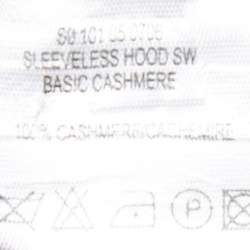 SLEEVELESS HOOD SW
BASIC CASHMERE
100% CASHMERE/CACHEMIRE
P